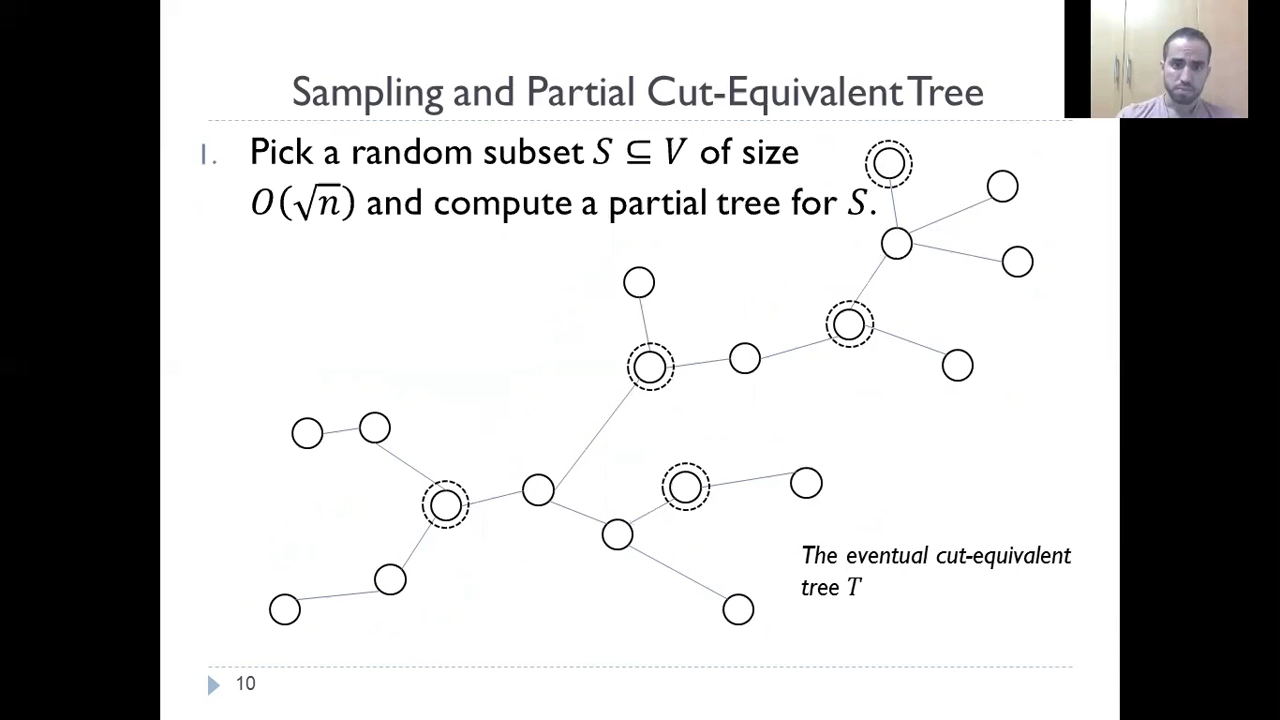 Sampling and Partial Cut-Equivalent Tree
1. Pick a random subset S ⊆ V of size
O(√n) and compute a partial tree for S.
The eventual cut-equivalent
tree T
10